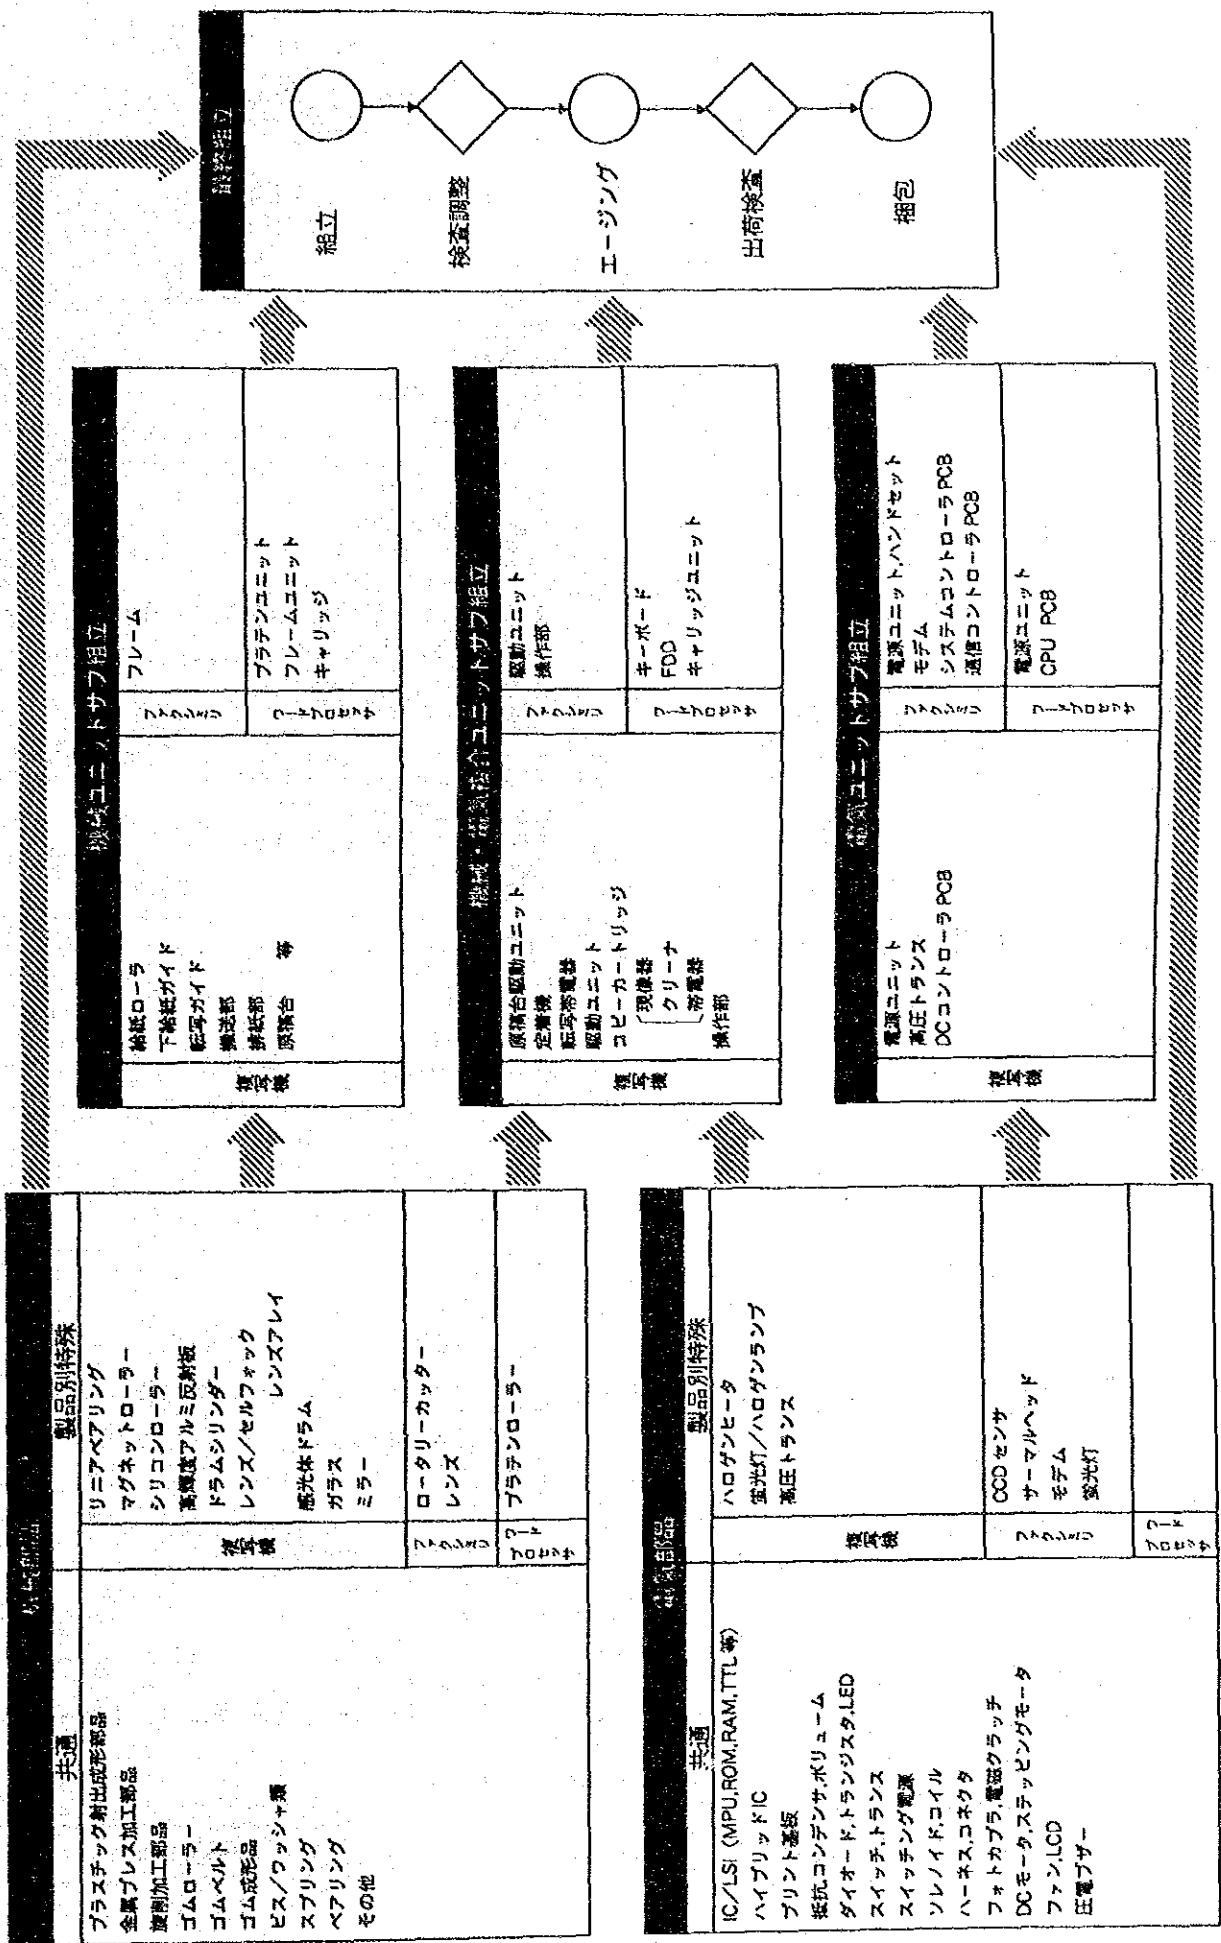 機械部品
共通
製品別特殊
プラスチック射出成形部品
金属プレス加工部品
旋削加工部品
ゴムローラー
ゴムベルト
ゴム成形品
ビス/ワッシャ類
スプリング
ベアリング
その他
複写機
リニアベアリング
マグネットローラー
シリコンローラー
高輝度アルミ反射板
ドラムシリンダー
レンズ/セルフォック
レンズアレイ
感光体ドラム
ガラス
ミラー
ファクシミリ
ロータリーカッター
レンズ
ワードプロセッサ
プラテンローラー
電気部品
共通
製品別特殊
IC/LSI (MPU,ROM,RAM,TTL等)
ハイブリッドIC
プリント基板
抵抗,コンデンサ,ボリューム
ダイオード,トランジスタ,LED
スイッチ,トランス
スイッチング電源
ソレノイド,コイル
ハーネス,コネクタ
フォトカプラ,電磁クラッチ
DCモータ,ステッピングモータ
ファン,LCD
圧電ブザー
複写機
ハロゲンヒータ
蛍光灯/ハロゲンランプ
高圧トランス
ファクシミリ
CCDセンサ
サーマルヘッド
モデム
蛍光灯
ワードプロセッサ
機械ユニットサブ組立
複写機
給紙ローラ
下給紙ガイド
転写ガイド
搬送部
排紙部
原稿台 等
ファクシミリ
フレーム
ワードプロセッサ
プラテンユニット
フレームユニット
キャリッジ
機械・電気複合ユニットサブ組立
複写機
原稿台駆動ユニット
定着機
転写帯電器
駆動ユニット
コピーカートリッジ
現像器
クリーナ
帯電器
操作部
ファクシミリ
駆動ユニット
操作部
ワードプロセッサ
キーボード
FDD
キャリッジユニット
電気ユニットサブ組立
複写機
電源ユニット
高圧トランス
DCコントローラPCB
ファクシミリ
電源ユニット,ハンドセット
モデム
システムコントローラPCB
通信コントローラPCB
ワードプロセッサ
電源ユニット
CPU PCB
最終組立
組立
検査調整
エージング
出荷検査
梱包